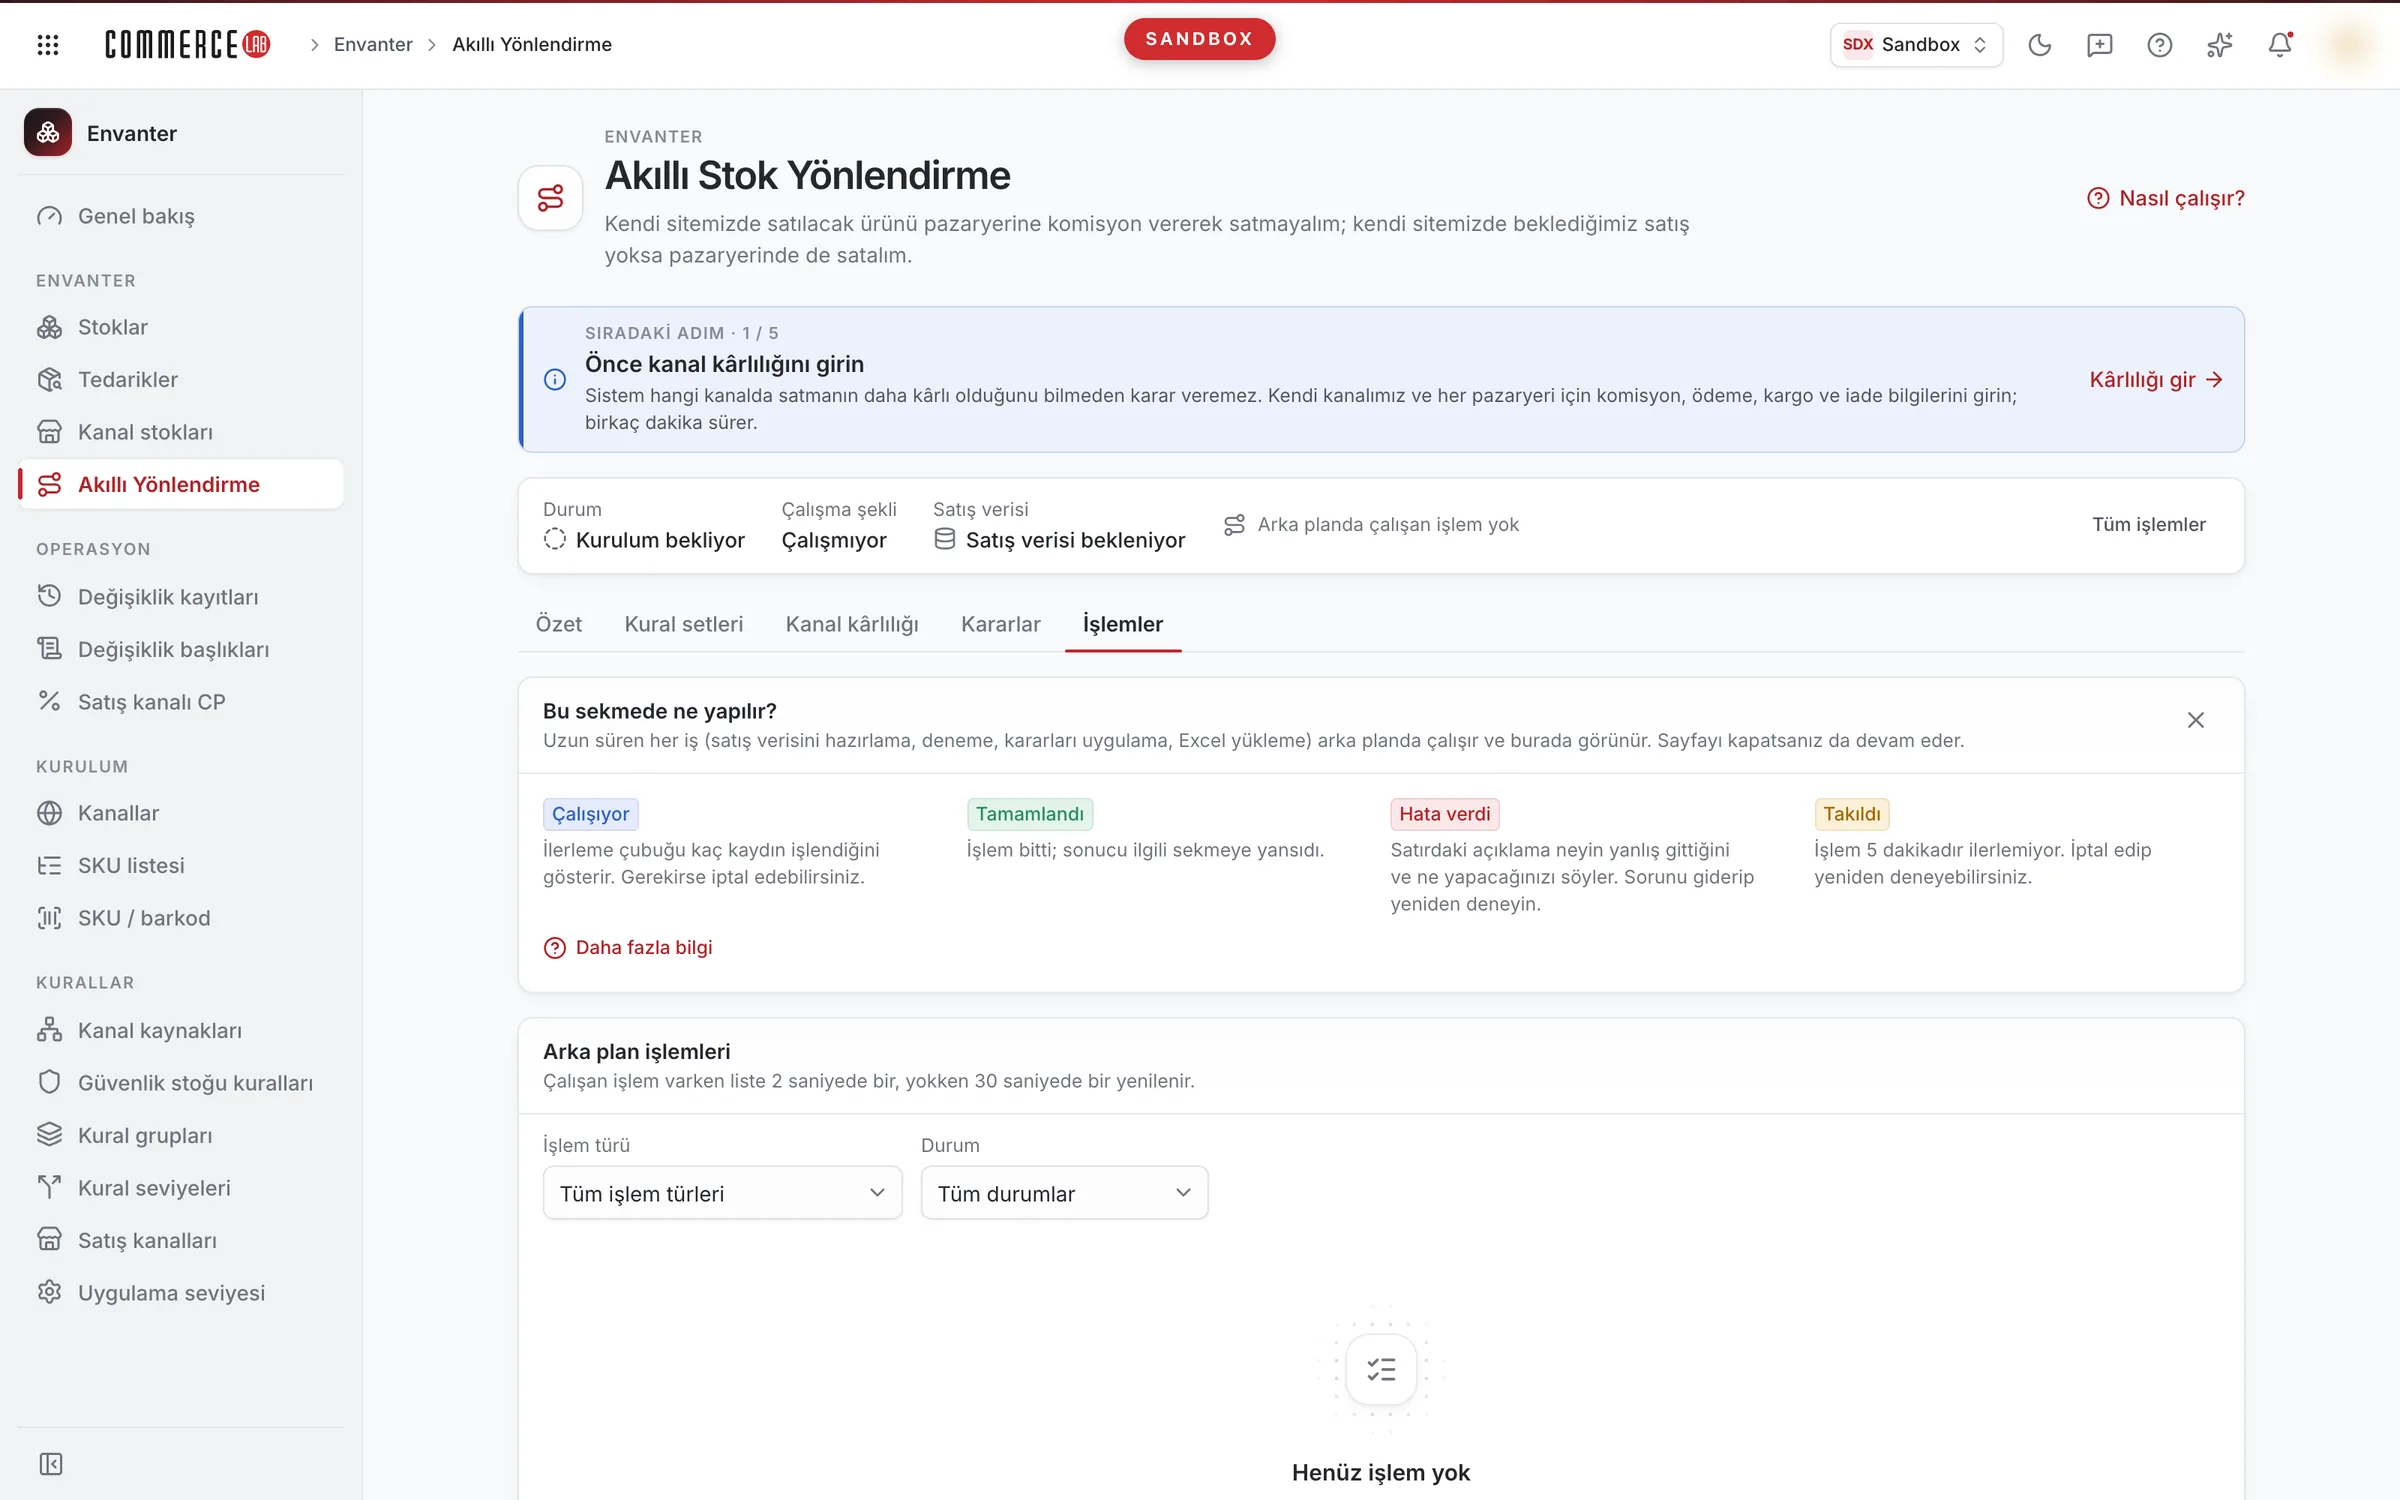 COMMERCE LAB
Envanter
Akıllı Yönlendirme
SANDBOX
SDX Sandbox
Envanter
Genel bakış
ENVANTER
Stoklar
Tedarikler
Kanal stokları
Akıllı Yönlendirme
OPERASYON
Değişiklik kayıtları
Değişiklik başlıkları
Satış kanalı CP
KURULUM
Kanallar
SKU listesi
SKU / barkod
KURALLAR
Kanal kaynakları
Güvenlik stoğu kuralları
Kural grupları
Kural seviyeleri
Satış kanalları
Uygulama seviyesi
ENVANTER
Akıllı Stok Yönlendirme
Kendi sitemizde satılacak ürünü pazaryerine komisyon vererek satmayalım; kendi sitemizde beklediğimiz satış
yoksa pazaryerinde de satalım.
Nasıl çalışır?
SIRADAKİ ADIM · 1 / 5
Önce kanal kârlılığını girin
Sistem hangi kanalda satmanın daha kârlı olduğunu bilmeden karar veremez. Kendi kanalımız ve her pazaryeri için komisyon, ödeme, kargo ve iade bilgilerini girin;
birkaç dakika sürer.
Kârlılığı gir
Durum
Kurulum bekliyor
Çalışma şekli
Çalışmıyor
Satış verisi
Satış verisi bekleniyor
Arka planda çalışan işlem yok
Tüm işlemler
Özet
Kural setleri
Kanal kârlılığı
Kararlar
İşlemler
Bu sekmede ne yapılır?
Uzun süren her iş (satış verisini hazırlama, deneme, kararları uygulama, Excel yükleme) arka planda çalışır ve burada görünür. Sayfayı kapatsanız da devam eder.
Çalışıyor
İlerleme çubuğu kaç kaydın işlendiğini
gösterir. Gerekirse iptal edebilirsiniz.
Tamamlandı
İşlem bitti; sonucu ilgili sekmeye yansıdı.
Hata verdi
Satırdaki açıklama neyin yanlış gittiğini
ve ne yapacağınızı söyler. Sorunu giderip
yeniden deneyin.
Takıldı
İşlem 5 dakikadır ilerlemiyor. İptal edip
yeniden deneyebilirsiniz.
Daha fazla bilgi
Arka plan işlemleri
Çalışan işlem varken liste 2 saniyede bir, yokken 30 saniyede bir yenilenir.
İşlem türü
Tüm işlem türleri
Durum
Tüm durumlar
Henüz işlem yok